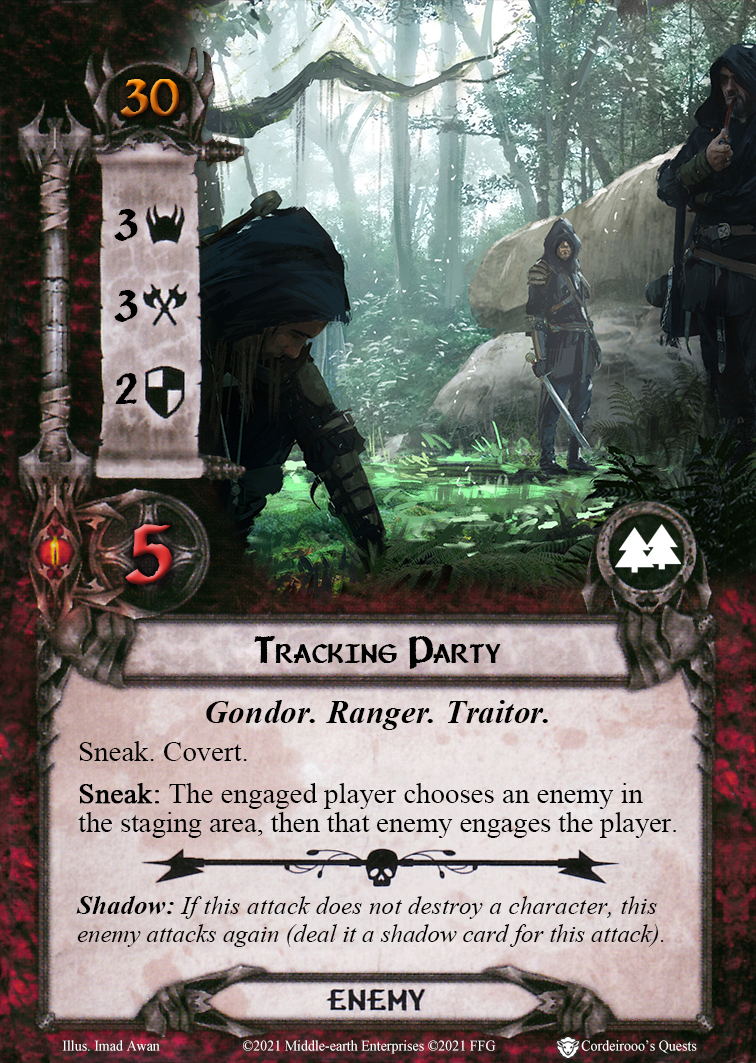 30
3
3
2
5
Tracking Party
Gondor. Ranger. Traitor.
Sneak. Covert.
Sneak: The engaged player chooses an enemy in
the staging area, then that enemy engages the player.
Shadow: If this attack does not destroy a character, this
enemy attacks again (deal it a shadow card for this attack).
ENEMY
Illus. Imad Awan ©2021 Middle-earth Enterprises ©2021 FFG Cordeirooo's Quests